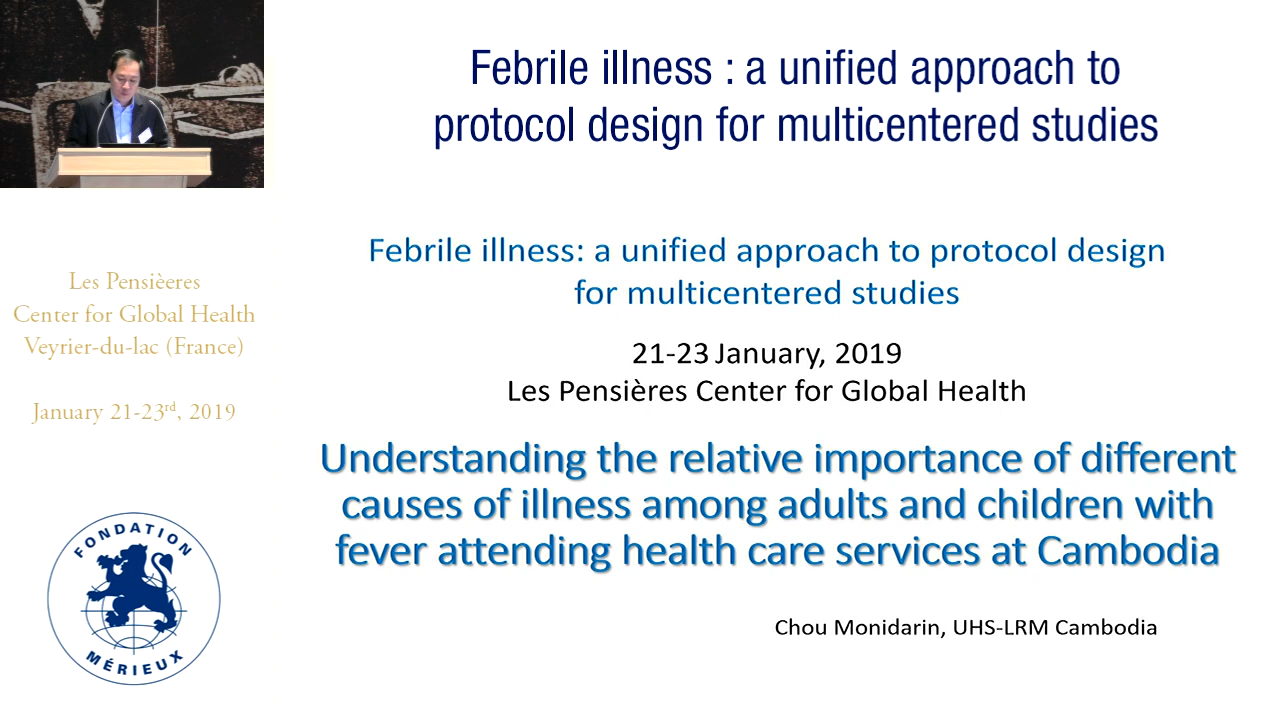 Febrile illness : a unified approach to
protocol design for multicentered studies
Les Pensièeres
Center for Global Health
Veyrier-du-lac (France)
January 21-23rd, 2019
FONDATION
MÉRIEUX
Febrile illness: a unified approach to protocol design
for multicentered studies
21-23 January, 2019
Les Pensières Center for Global Health
Understanding the relative importance of different
causes of illness among adults and children with
fever attending health care services at Cambodia
Chou Monidarin, UHS-LRM Cambodia